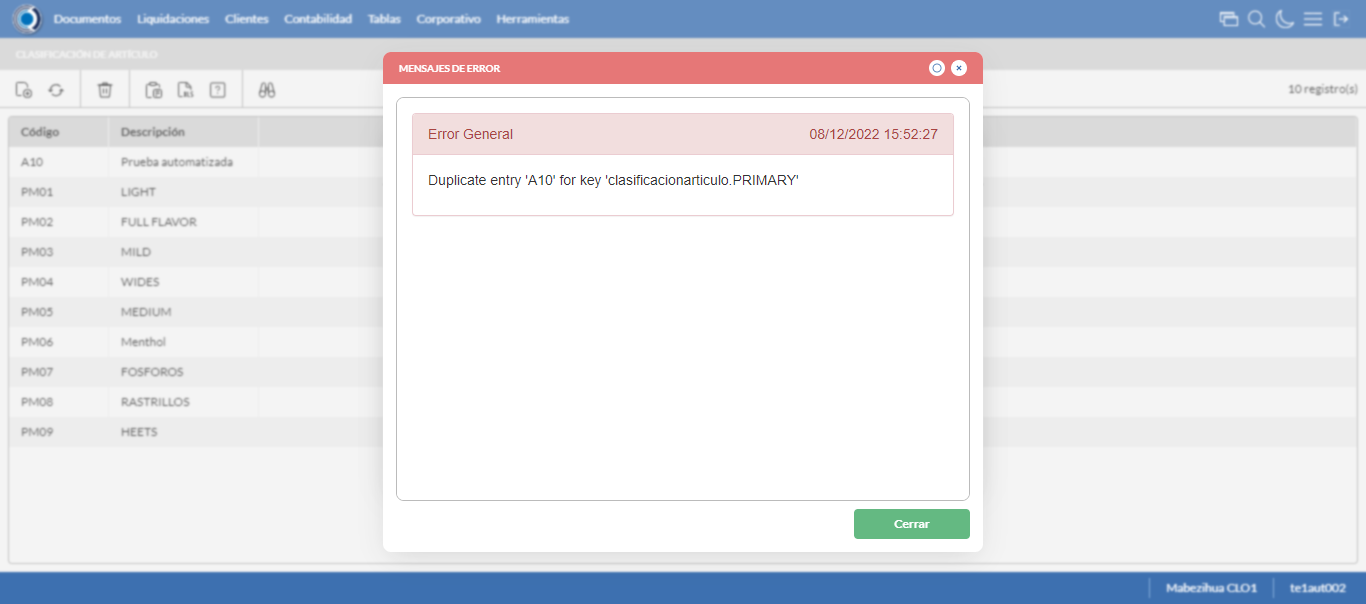 Documentos Liquidaciones Clientes Contabilidad Tablas Corporativo Herramientas
CLASIFICACIÓN DE ARTÍCULO
MENSAJES DE ERROR
10 registro(s)
Error General 08/12/2022 15:52:27
Duplicate entry 'A10' for key 'clasificacionarticulo.PRIMARY'
Código Descripción
A10 Prueba automatizada
PM01 LIGHT
PM02 FULL FLAVOR
PM03 MILD
PM04 WIDES
PM05 MEDIUM
PM06 Menthol
PM07 FOSFOROS
PM08 RASTRILLOS
PM09 HEETS
Cerrar
Mabezihua CLO1 te1aut002